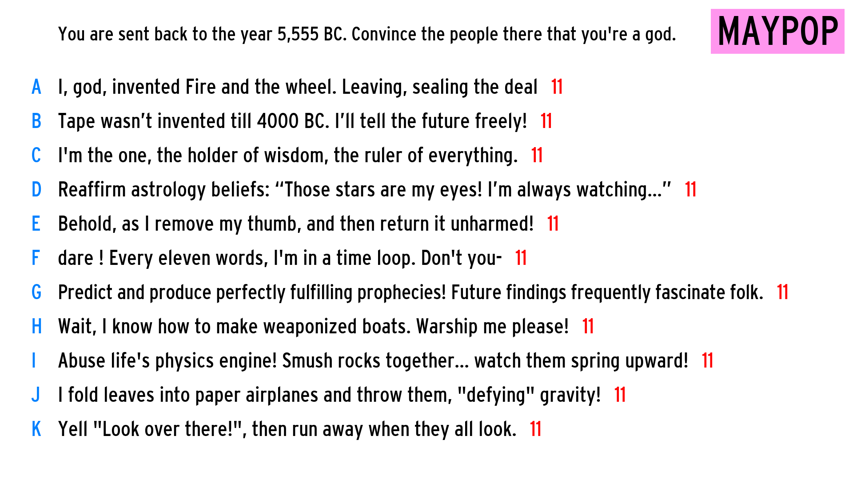 You are sent back to the year 5,555 BC. Convince the people there that you're a god.
MAYPOP
A I, god, invented Fire and the wheel. Leaving, sealing the deal 11
B Tape wasn’t invented till 4000 BC. I’ll tell the future freely! 11
C I'm the one, the holder of wisdom, the ruler of everything. 11
D Reaffirm astrology beliefs: “Those stars are my eyes! I’m always watching...” 11
E Behold, as I remove my thumb, and then return it unharmed! 11
F dare ! Every eleven words, I'm in a time loop. Don't you- 11
G Predict and produce perfectly fulfilling prophecies! Future findings frequently fascinate folk. 11
H Wait, I know how to make weaponized boats. Warship me please! 11
I Abuse life's physics engine! Smush rocks together... watch them spring upward! 11
J I fold leaves into paper airplanes and throw them, "defying" gravity! 11
K Yell "Look over there!", then run away when they all look. 11